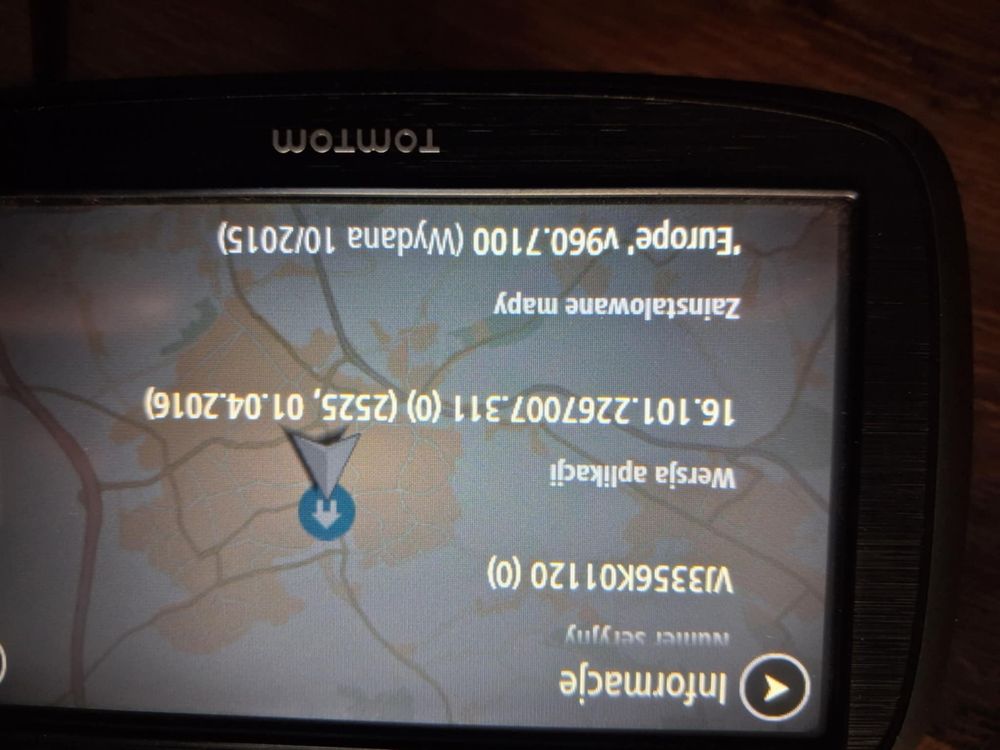 Informacje
Numer seryjny
VJ3356K01120 (0)
Wersja aplikacji
16.101.2267007.311 (0) (2525, 01.04.2016)
Zainstalowane mapy
'Europe' v960.7100 (Wydana 10/2015)
TOMTOM